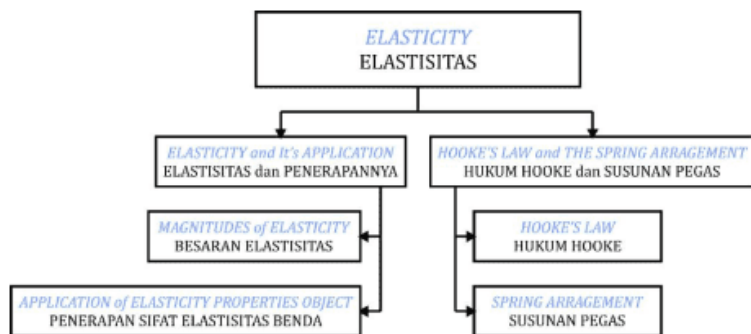 ELASTICITY
ELASTISITAS
ELASTICITY and It's APPLICATION
ELASTISITAS dan PENERAPANNYA
HOOKE'S LAW and THE SPRING ARRAGEMENT
HUKUM HOOKE dan SUSUNAN PEGAS
MAGNITUDES of ELASTICITY
BESARAN ELASTISITAS
HOOKE'S LAW
HUKUM HOOKE
APPLICATION of ELASTICITY PROPERTIES OBJECT
PENERAPAN SIFAT ELASTISITAS BENDA
SPRING ARRAGEMENT
SUSUNAN PEGAS